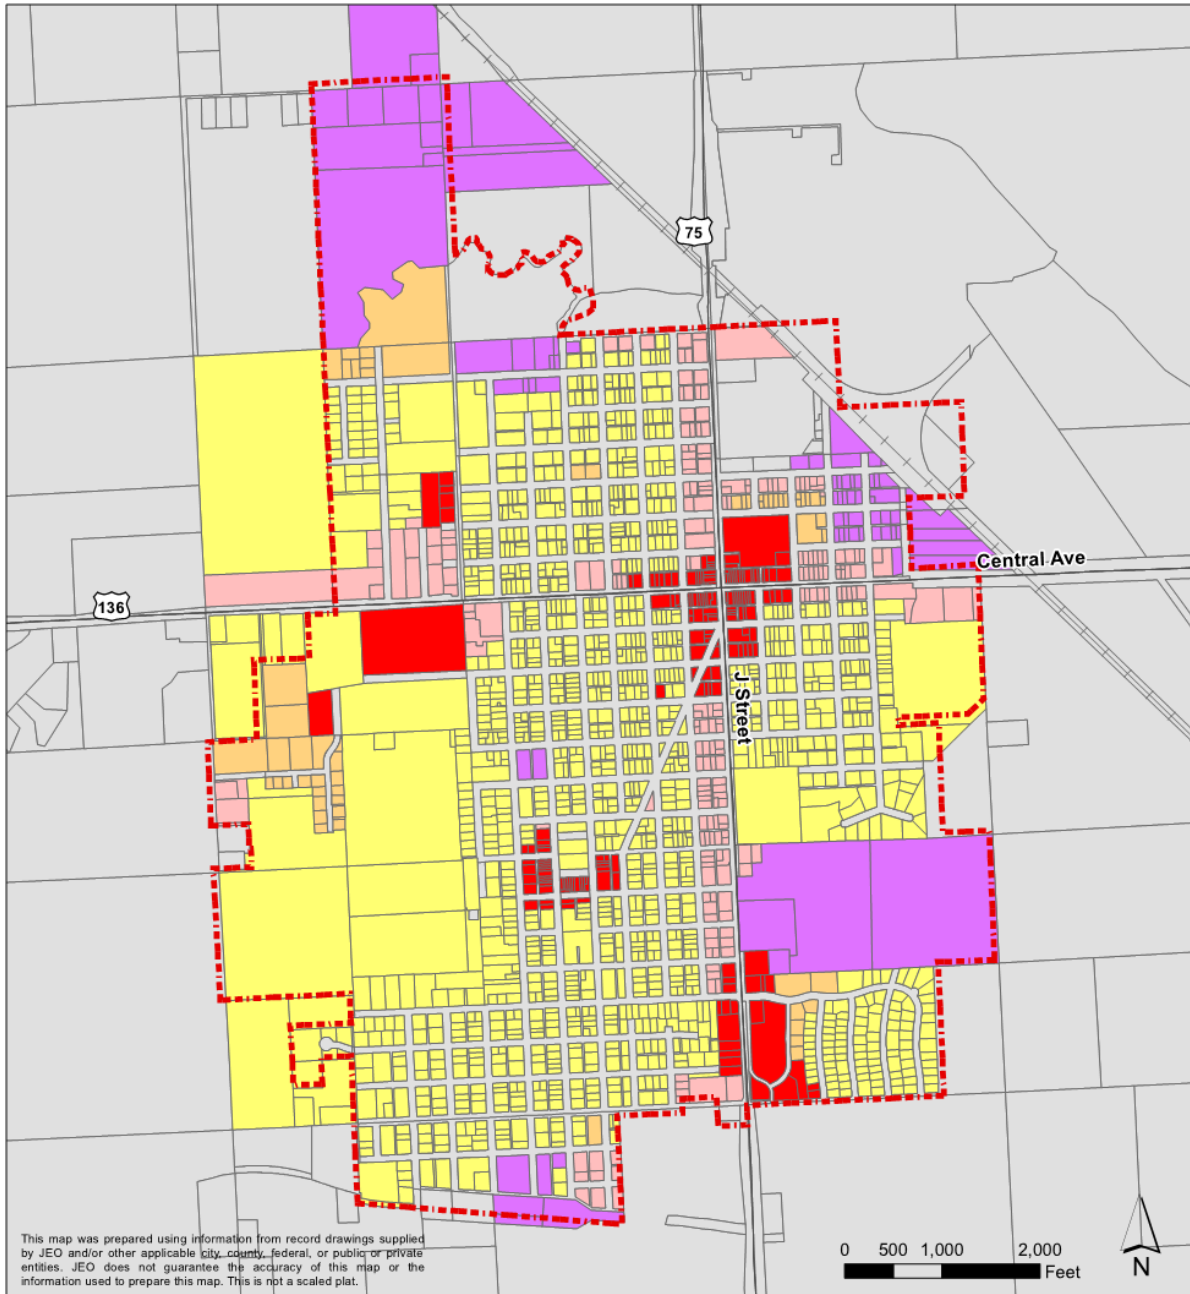 75
Central Ave
136
J Street
This map was prepared using information from record drawings supplied
by JEO and/or other applicable city, county, federal, or public or private
entities. JEO does not guarantee the accuracy of this map or the
information used to prepare this map. This is not a scaled plat.
0 500 1,000 2,000
Feet
N